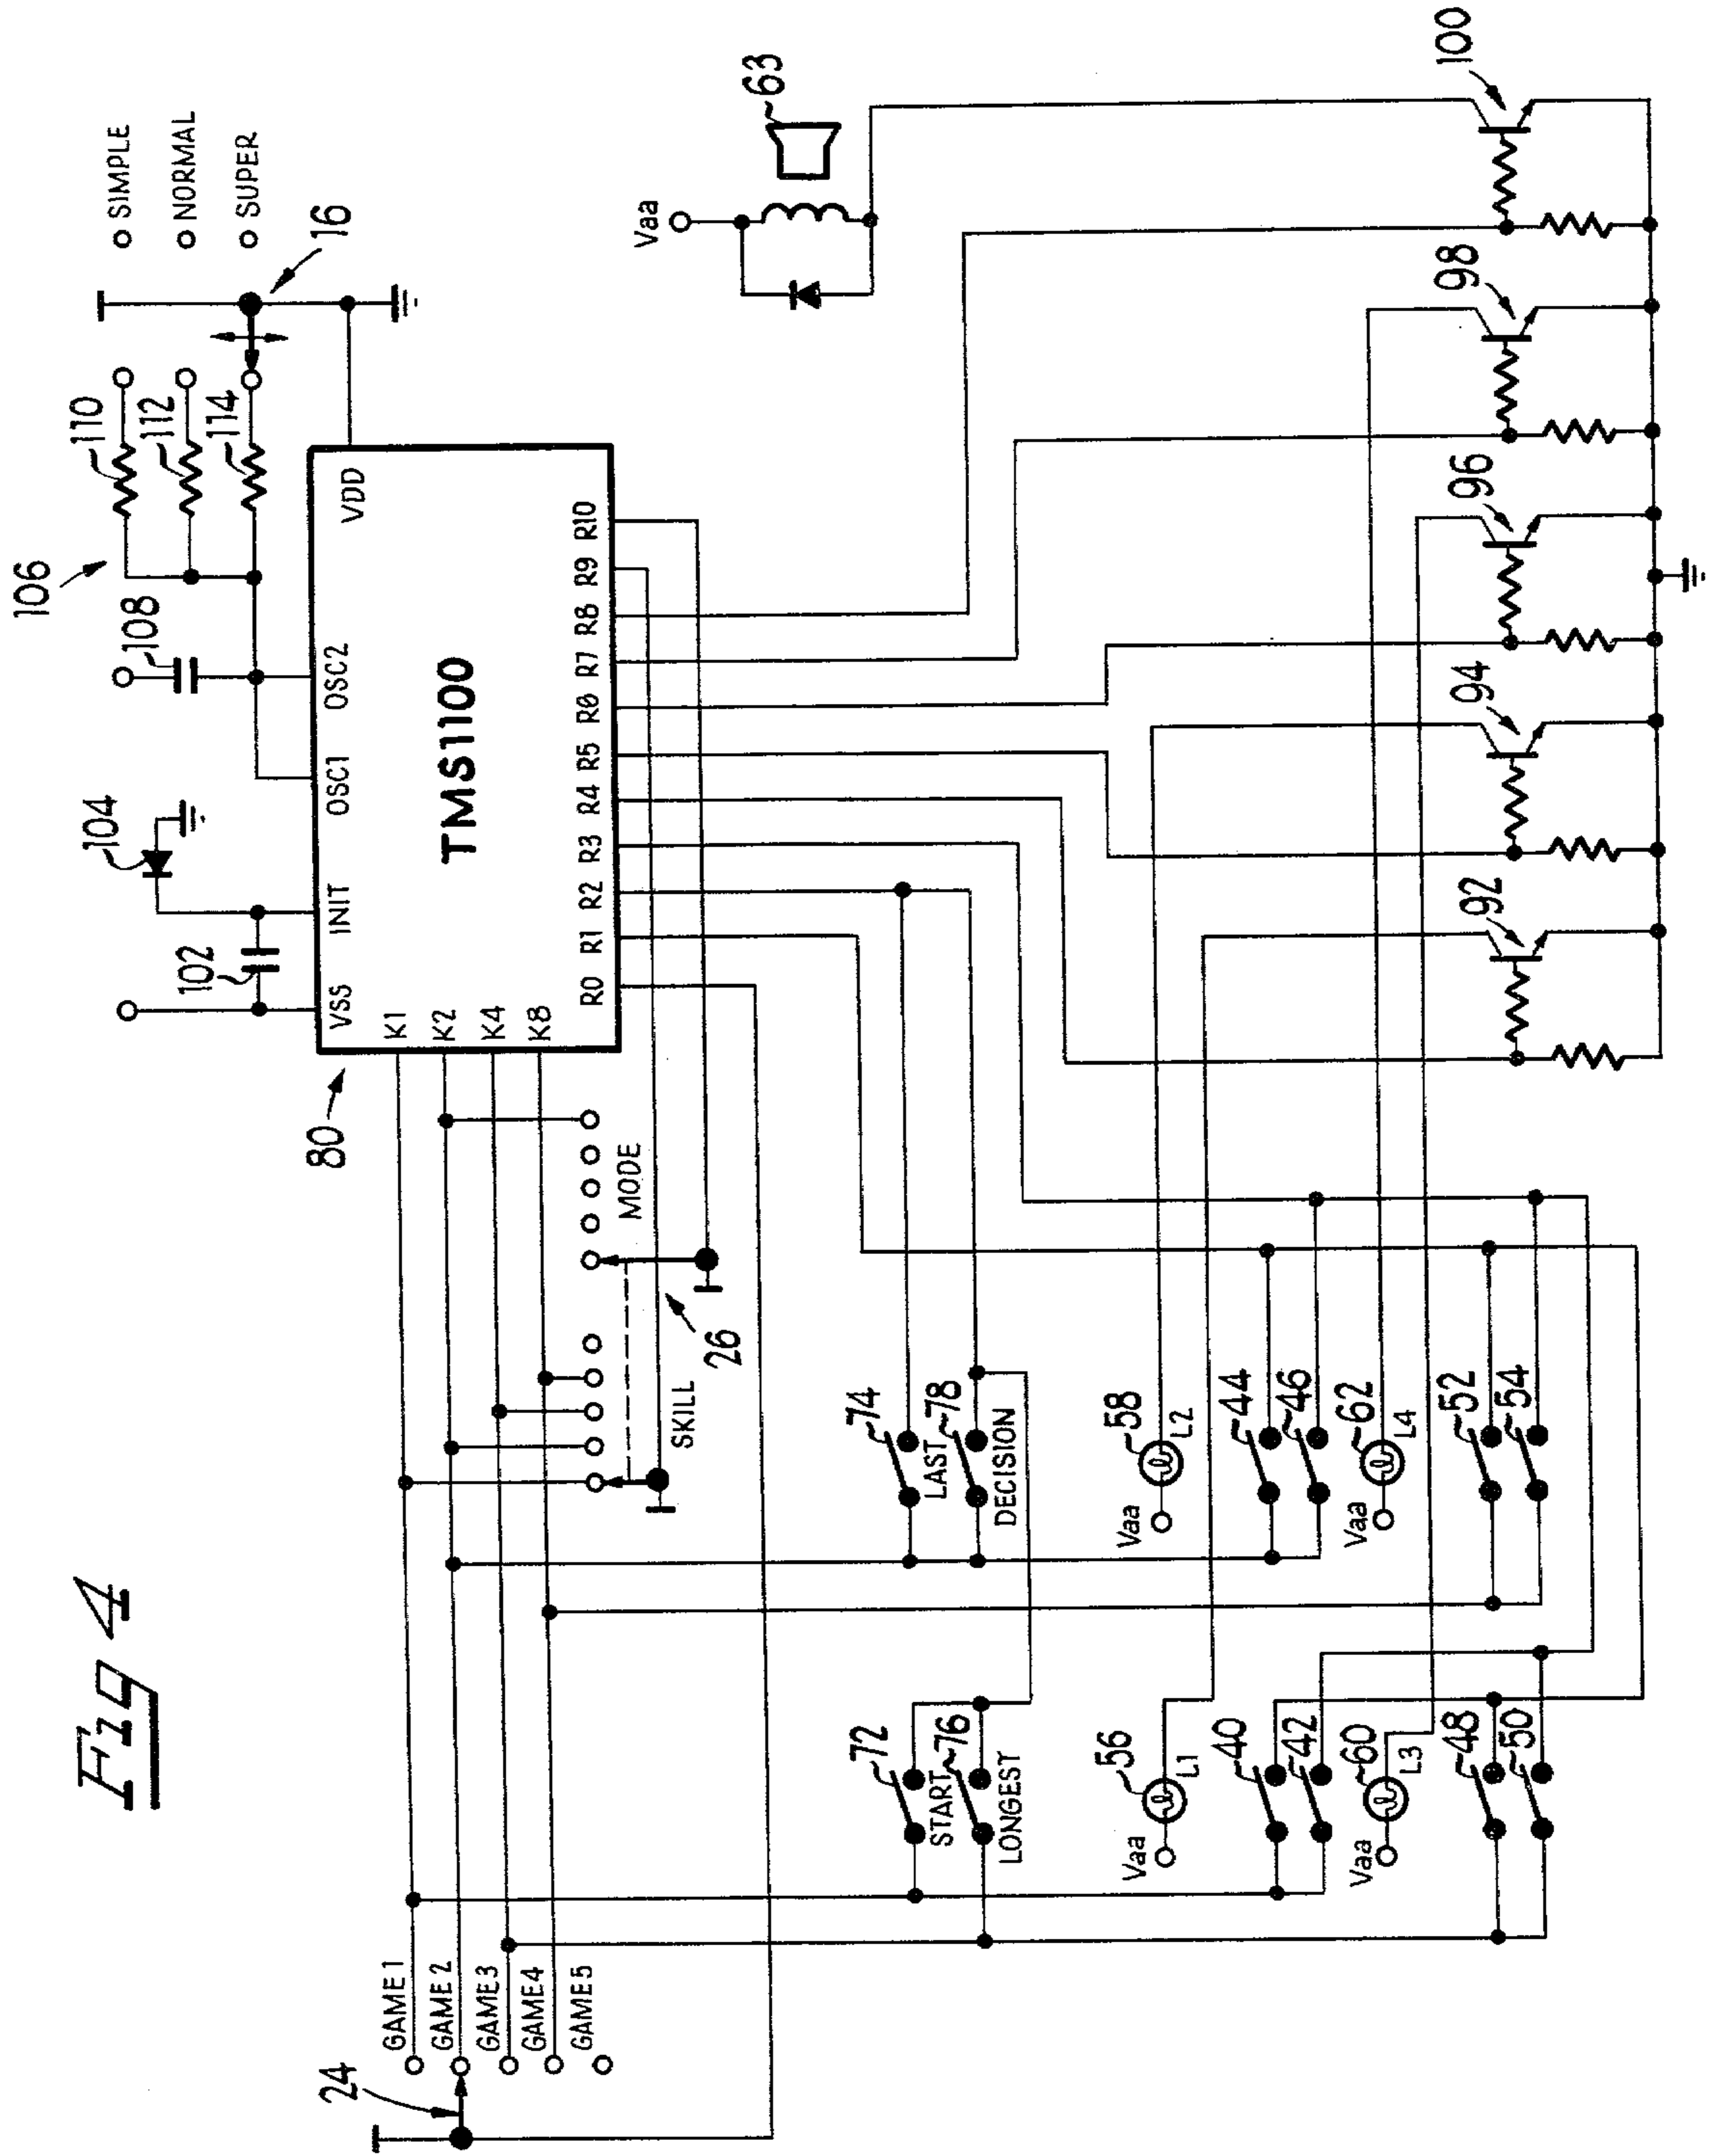 Fig 4
106
110
112
114
SIMPLE
NORMAL
SUPER
16
108
104
102
VSS
INIT
OSC1
OSC2
VDD
80
K1
K2
K4
K8
TMS1100
R0
R1
R2
R3
R4
R5
R6
R7
R8
R9
R10
24
GAME 1
GAME 2
GAME 3
GAME 4
GAME 5
SKILL
MODE
26
Vaa
63
72
START
76
LONGEST
74
LAST
78
DECISION
56
Vaa
L1
58
Vaa
L2
40
42
44
46
60
Vaa
L3
62
Vaa
L4
48
50
52
54
92
94
96
98
100